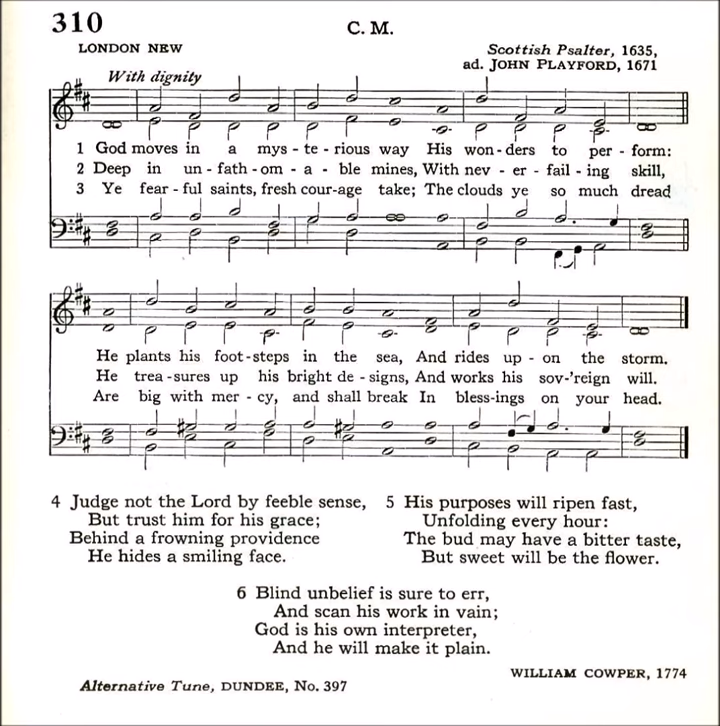 310
C. M.
LONDON NEW
Scottish Psalter, 1635,
ad. JOHN PLAYFORD, 1671
With dignity
1 God moves in a mys - te - rious way His won - ders to per - form:
2 Deep in un - fath - om - a - ble mines, With nev - er - fail - ing skill,
3 Ye fear - ful saints, fresh cour-age take; The clouds ye so much dread
He plants his foot-steps in the sea, And rides up - on the storm.
He trea - sures up his bright de - signs, And works his sov-'reign will.
Are big with mer - cy, and shall break In bless-ings on your head.
4 Judge not the Lord by feeble sense,
But trust him for his grace;
Behind a frowning providence
He hides a smiling face.
5 His purposes will ripen fast,
Unfolding every hour:
The bud may have a bitter taste,
But sweet will be the flower.
6 Blind unbelief is sure to err,
And scan his work in vain;
God is his own interpreter,
And he will make it plain.
WILLIAM COWPER, 1774
Alternative Tune, DUNDEE, No. 397